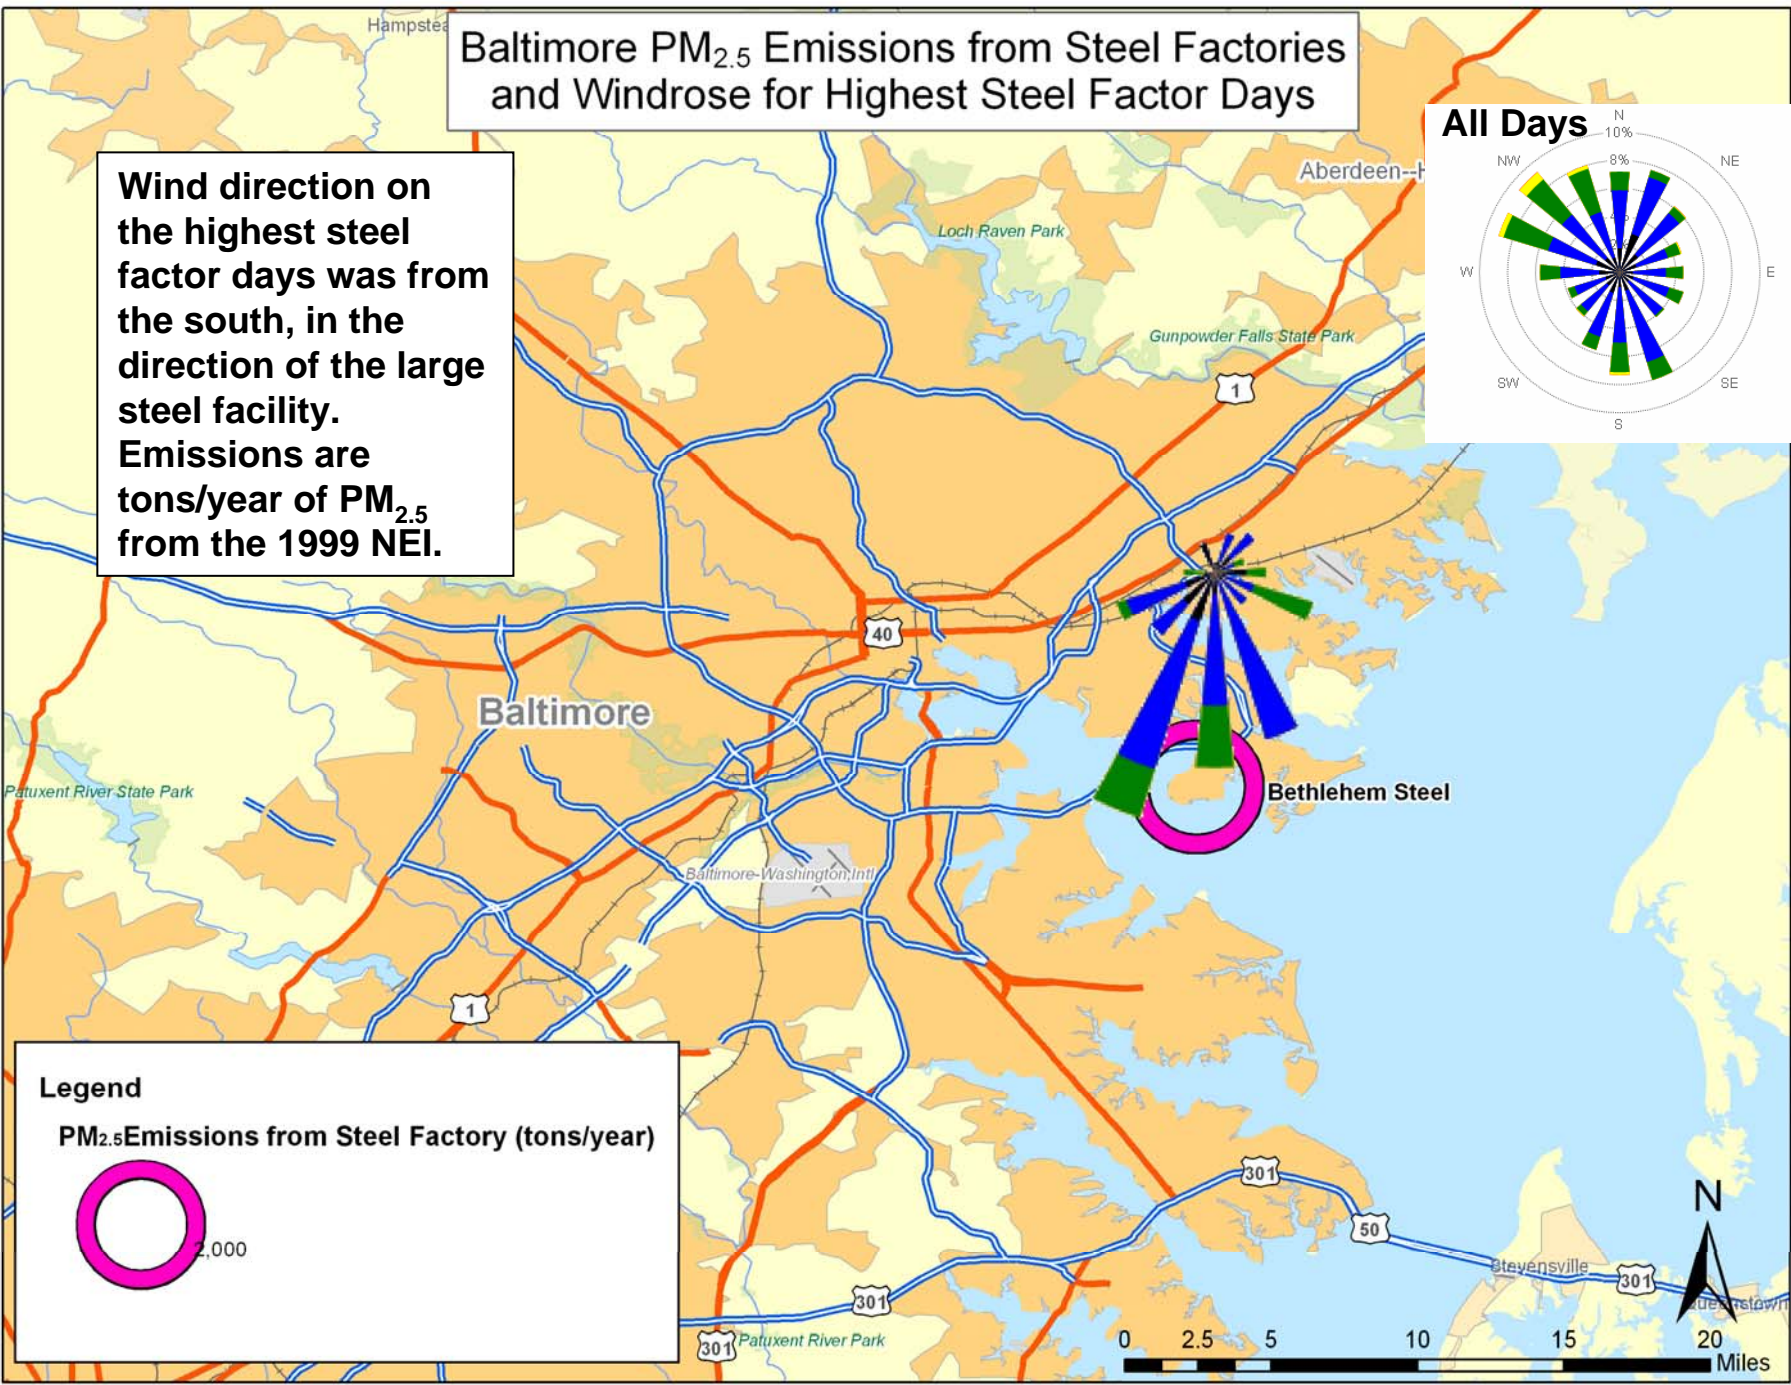 Hampstea
Baltimore PM2.5 Emissions from Steel Factories
and Windrose for Highest Steel Factor Days
Wind direction on
the highest steel
factor days was from
the south, in the
direction of the large
steel facility.
Emissions are
tons/year of PM2.5
from the 1999 NEI.
All Days
N
10%
8%
4%
2%
NW
NE
W
E
SW
SE
S
Aberdeen--H
Loch Raven Park
Gunpowder Falls State Park
1
40
Baltimore
Patuxent River State Park
Bethlehem Steel
Baltimore-Washington Intl
1
Legend
PM2.5Emissions from Steel Factory (tons/year)
2,000
301
50
Stevensville
301
Queenstown
N
301
301
Patuxent River Park
0 2.5 5 10 15 20
Miles